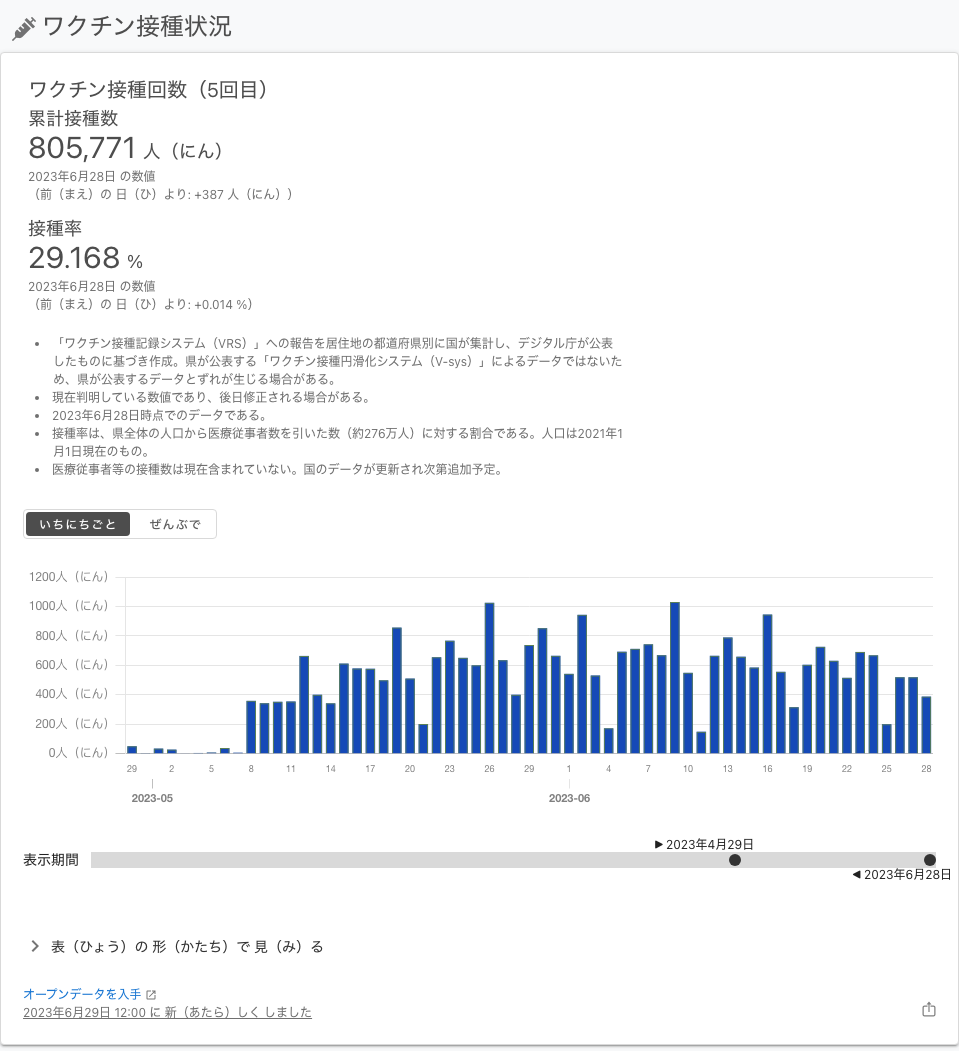 ワクチン接種状況
ワクチン接種回数（5回目）
累計接種数
805,771 人（にん）
2023年6月28日 の数値
（前（まえ）の 日（ひ）より: +387 人（にん））
接種率
29.168 %
2023年6月28日 の数値
（前（まえ）の 日（ひ）より: +0.014 %）
• 「ワクチン接種記録システム（VRS）」への報告を居住地の都道府県別に国が集計し、デジタル庁が公表
したものに基づき作成。県が公表する「ワクチン接種円滑化システム（V-sys）」によるデータではないた
め、県が公表するデータとずれが生じる場合がある。
• 現在判明している数値であり、後日修正される場合がある。
• 2023年6月28日時点でのデータである。
• 接種率は、県全体の人口から医療従事者数を引いた数（約276万人）に対する割合である。人口は2021年1
月1日現在のもの。
• 医療従事者等の接種数は現在含まれていない。国のデータが更新され次第追加予定。
いちにちごと ぜんぶで
1200人（にん）
1000人（にん）
800人（にん）
600人（にん）
400人（にん）
200人（にん）
0人（にん）
29 2 5 8 11 14 17 20 23 26 29 1 4 7 10 13 16 19 22 25 28
2023-05 2023-06
▶ 2023年4月29日
表示期間
◀ 2023年6月28日
表（ひょう）の 形（かたち）で 見（み）る
オープンデータを入手
2023年6月29日 12:00 に 新（あたら）しく しました